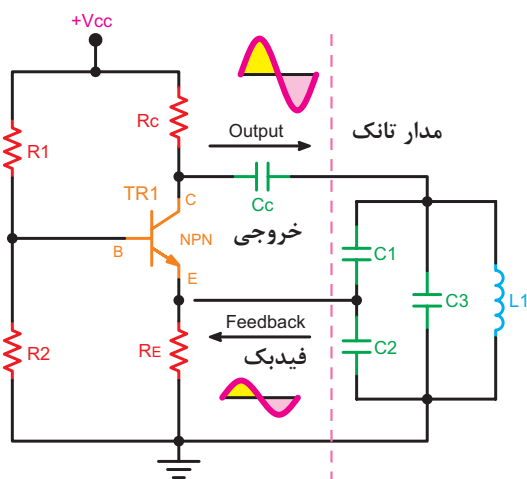 +Vcc
Rc
R1
Output
مدار تانک
TR1
C
Cc
NPN
خروجی
B
C1
E
C3
L1
Feedback
R2
RE
C2
فیدبک